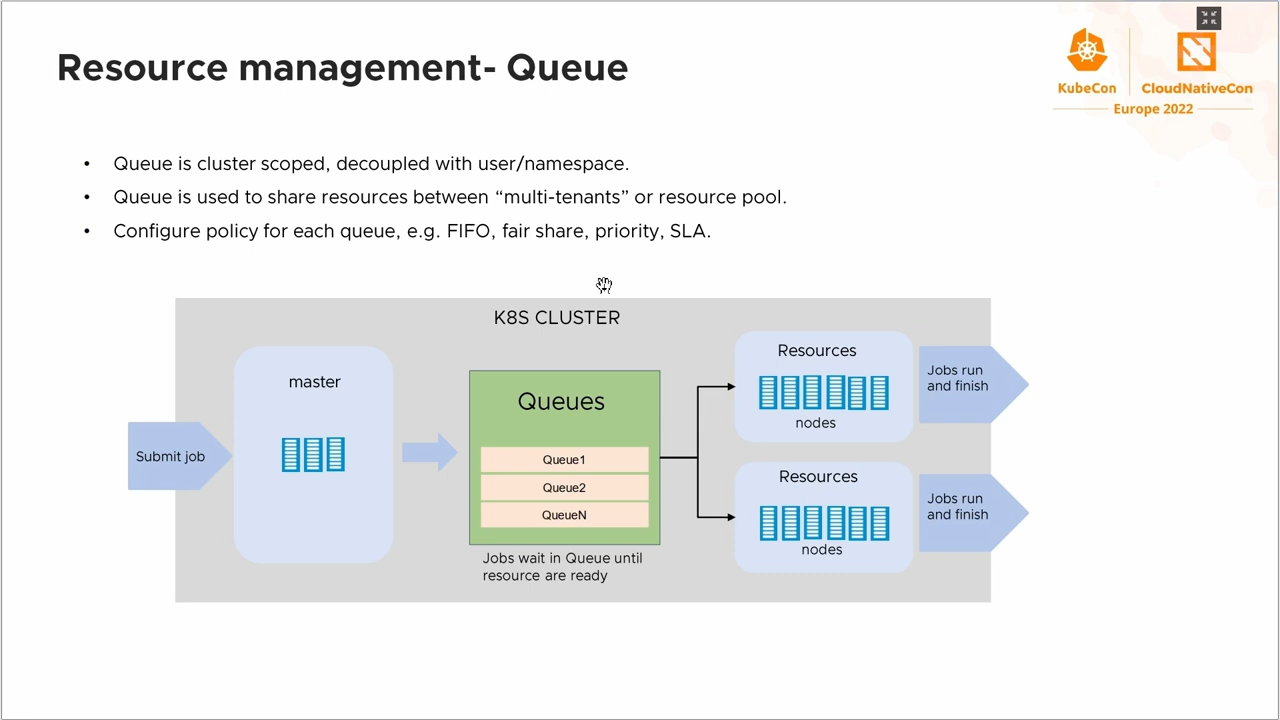 Resource management- Queue
KubeCon
CloudNativeCon
Europe 2022
• Queue is cluster scoped, decoupled with user/namespace.
• Queue is used to share resources between “multi-tenants” or resource pool.
• Configure policy for each queue, e.g. FIFO, fair share, priority, SLA.
K8S CLUSTER
Submit job
master
Queues
Queue1
Queue2
QueueN
Jobs wait in Queue until
resource are ready
Resources
nodes
Jobs run
and finish
Resources
nodes
Jobs run
and finish